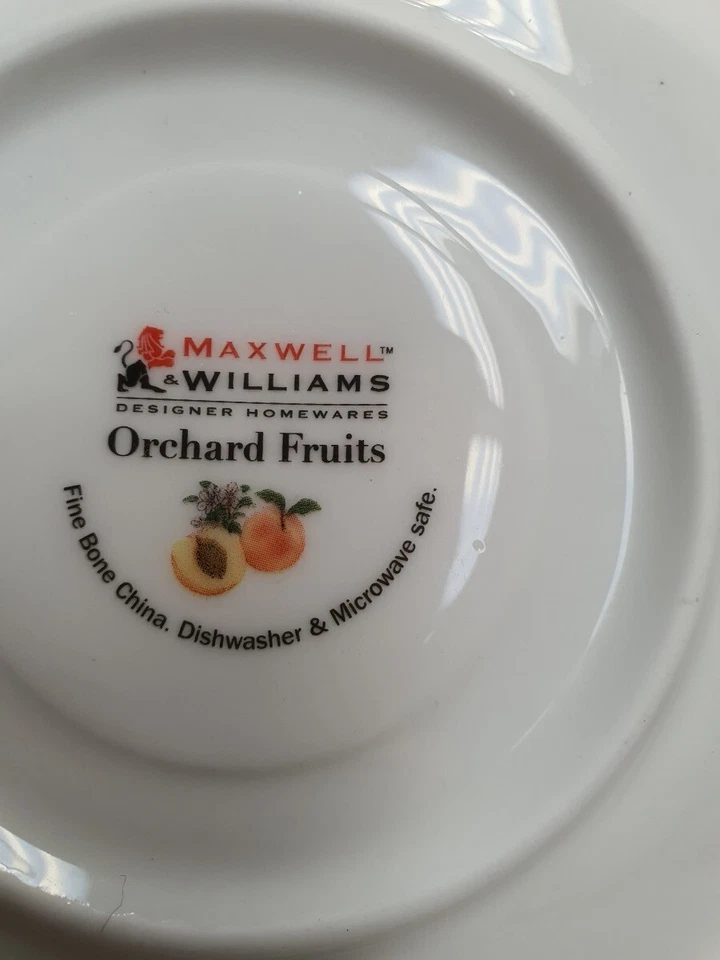 MAXWELL™
& WILLIAMS
DESIGNER HOMEWARES
Orchard Fruits
Fine Bone China. Dishwasher & Microwave safe.